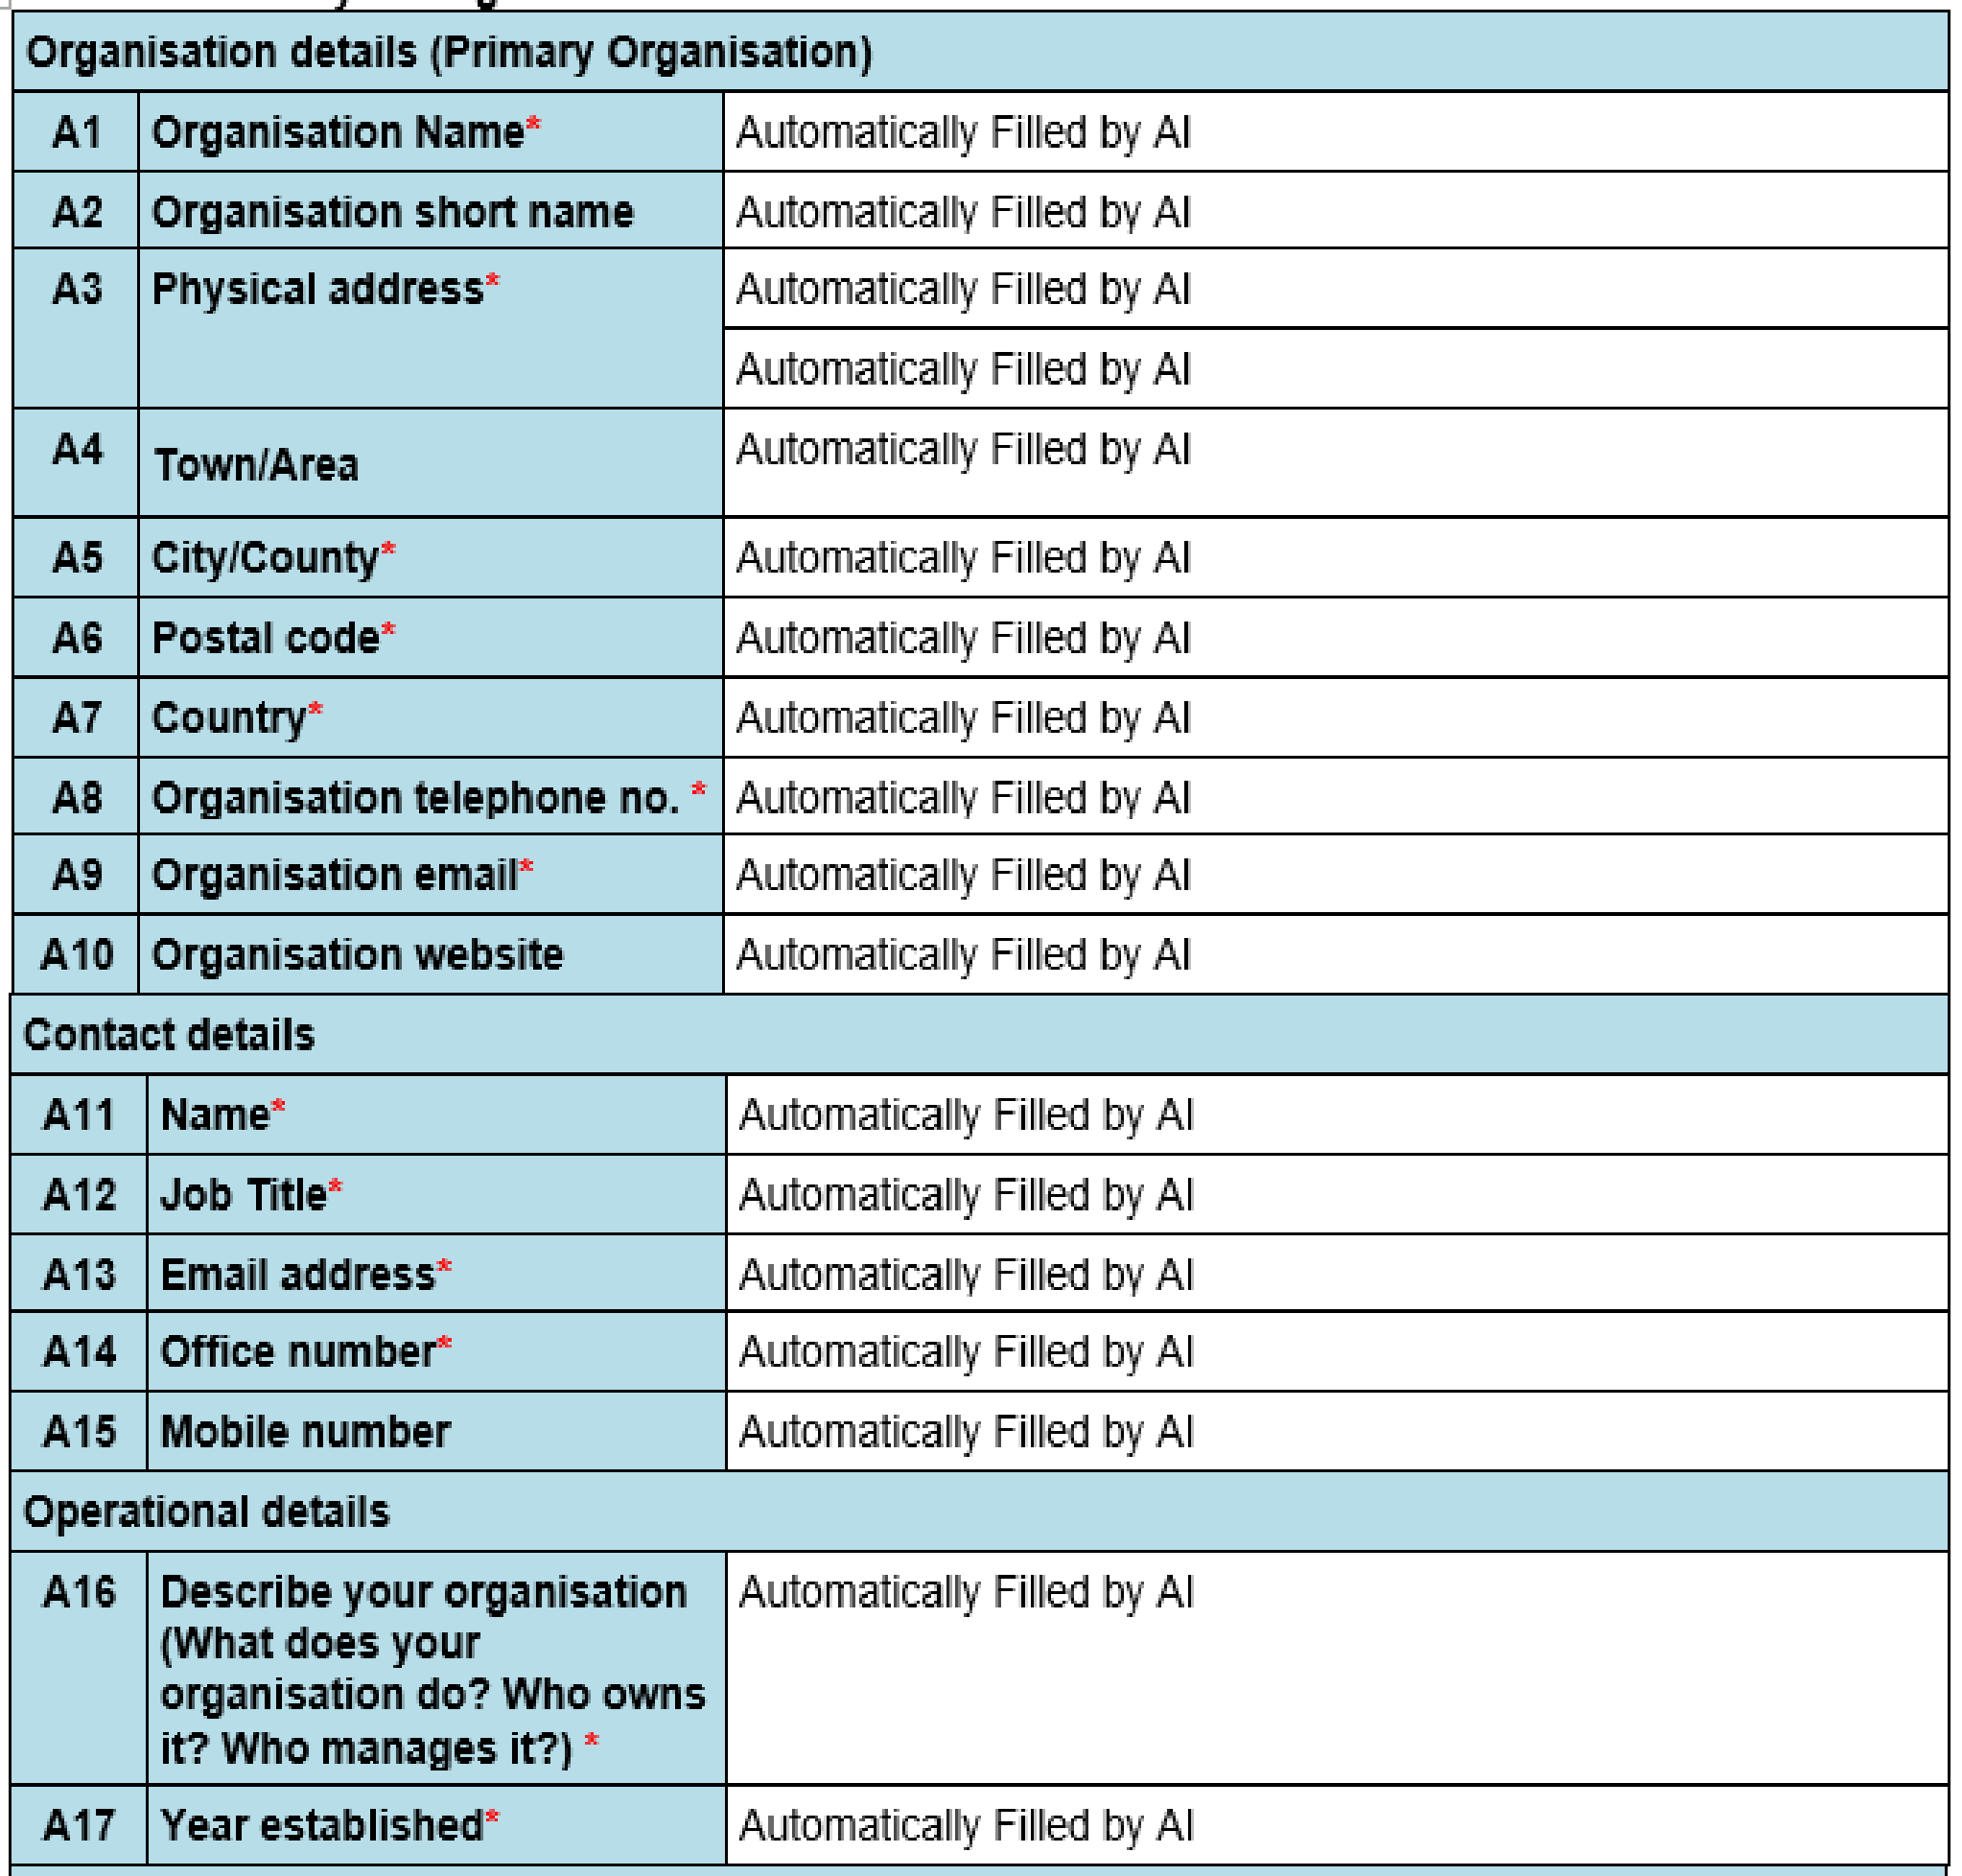 Organisation details (Primary Organisation)
A1 Organisation Name* Automatically Filled by AI
A2 Organisation short name Automatically Filled by AI
A3 Physical address* Automatically Filled by AI
Automatically Filled by AI
A4 Town/Area Automatically Filled by AI
A5 City/County* Automatically Filled by AI
A6 Postal code* Automatically Filled by AI
A7 Country* Automatically Filled by AI
A8 Organisation telephone no. * Automatically Filled by AI
A9 Organisation email* Automatically Filled by AI
A10 Organisation website Automatically Filled by AI
Contact details
A11 Name* Automatically Filled by AI
A12 Job Title* Automatically Filled by AI
A13 Email address* Automatically Filled by AI
A14 Office number* Automatically Filled by AI
A15 Mobile number Automatically Filled by AI
Operational details
A16 Describe your organisation Automatically Filled by AI
(What does your
organisation do? Who owns
it? Who manages it?) *
A17 Year established* Automatically Filled by AI